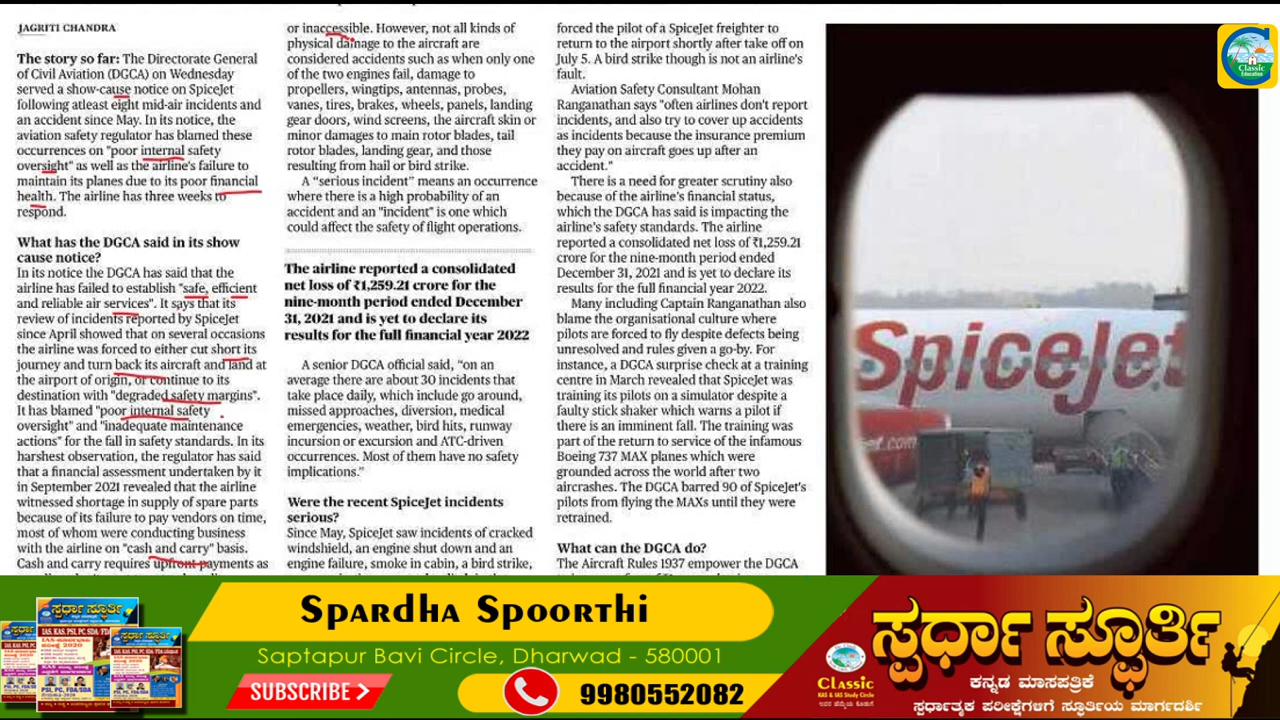 JAGRITI CHANDRA
The story so far: The Directorate General
of Civil Aviation (DGCA) on Wednesday
served a show-cause notice on SpiceJet
following atleast eight mid-air incidents and
an accident since May. In its notice, the
aviation safety regulator has blamed these
occurrences on "poor internal safety
oversight" as well as the airline's failure to
maintain its planes due to its poor financial
health. The airline has three weeks to
respond.
What has the DGCA said in its show
cause notice?
In its notice the DGCA has said that the
airline has failed to establish "safe, efficient
and reliable air services". It says that its
review of incidents reported by SpiceJet
since April showed that on several occasions
the airline was forced to either cut short its
journey and turn back its aircraft and land at
the airport of origin, or continue to its
destination with "degraded safety margins".
It has blamed "poor internal safety
oversight" and "inadequate maintenance
actions" for the fall in safety standards. In its
harshest observation, the regulator has said
that a financial assessment undertaken by it
in September 2021 revealed that the airline
witnessed shortage in supply of spare parts
because of its failure to pay vendors on time,
most of whom were conducting business
with the airline on "cash and carry" basis.
Cash and carry requires upfront payments as
or inaccessible. However, not all kinds of
physical damage to the aircraft are
considered accidents such as when only one
of the two engines fail, damage to
propellers, wingtips, antennas, probes,
vanes, tires, brakes, wheels, panels, landing
gear doors, wind screens, the aircraft skin or
minor damages to main rotor blades, tail
rotor blades, landing gear, and those
resulting from hail or bird strike.
A “serious incident” means an occurrence
where there is a high probability of an
accident and an "incident" is one which
could affect the safety of flight operations.
The airline reported a consolidated
net loss of ₹1,259.21 crore for the
nine-month period ended December
31, 2021 and is yet to declare its
results for the full financial year 2022
A senior DGCA official said, “on an
average there are about 30 incidents that
take place daily, which include go around,
missed approaches, diversion, medical
emergencies, weather, bird hits, runway
incursion or excursion and ATC-driven
occurrences. Most of them have no safety
implications.”
Were the recent SpiceJet incidents
serious?
Since May, SpiceJet saw incidents of cracked
windshield, an engine shut down and an
engine failure, smoke in cabin, a bird strike,
forced the pilot of a SpiceJet freighter to
return to the airport shortly after take off on
July 5. A bird strike though is not an airline's
fault.
Aviation Safety Consultant Mohan
Ranganathan says "often airlines don't report
incidents, and also try to cover up accidents
as incidents because the insurance premium
they pay on aircraft goes up after an
accident."
There is a need for greater scrutiny also
because of the airline's financial status,
which the DGCA has said is impacting the
airline's safety standards. The airline
reported a consolidated net loss of ₹1,259.21
crore for the nine-month period ended
December 31, 2021 and is yet to declare its
results for the full financial year 2022.
Many including Captain Ranganathan also
blame the organisational culture where
pilots are forced to fly despite defects being
unresolved and rules given a go-by. For
instance, a DGCA surprise check at a training
centre in March revealed that SpiceJet was
training its pilots on a simulator despite a
faulty stick shaker which warns a pilot if
there is an imminent fall. The training was
part of the return to service of the infamous
Boeing 737 MAX planes which were
grounded across the world after two
aircrashes. The DGCA barred 90 of SpiceJet's
pilots from flying the MAXs until they were
retrained.
What can the DGCA do?
The Aircraft Rules 1937 empower the DGCA
SpiceJet
et.com
Classic
Education
Spardha Spoorthi
Saptapur Bavi Circle, Dharwad - 580001
SUBSCRIBE
9980552082
ಸ್ಪರ್ಧಾ ಸ್ಫೂರ್ತಿ
ಕನ್ನಡ ಮಾಸಪತ್ರಿಕೆ
ಸ್ಪರ್ಧಾತ್ಮಕ ಪರೀಕ್ಷೆಗಳಿಗೆ ಸ್ಫೂರ್ತಿಯ ಮಾರ್ಗದರ್ಶಿ
Classic
KAS & IAS Study Circle